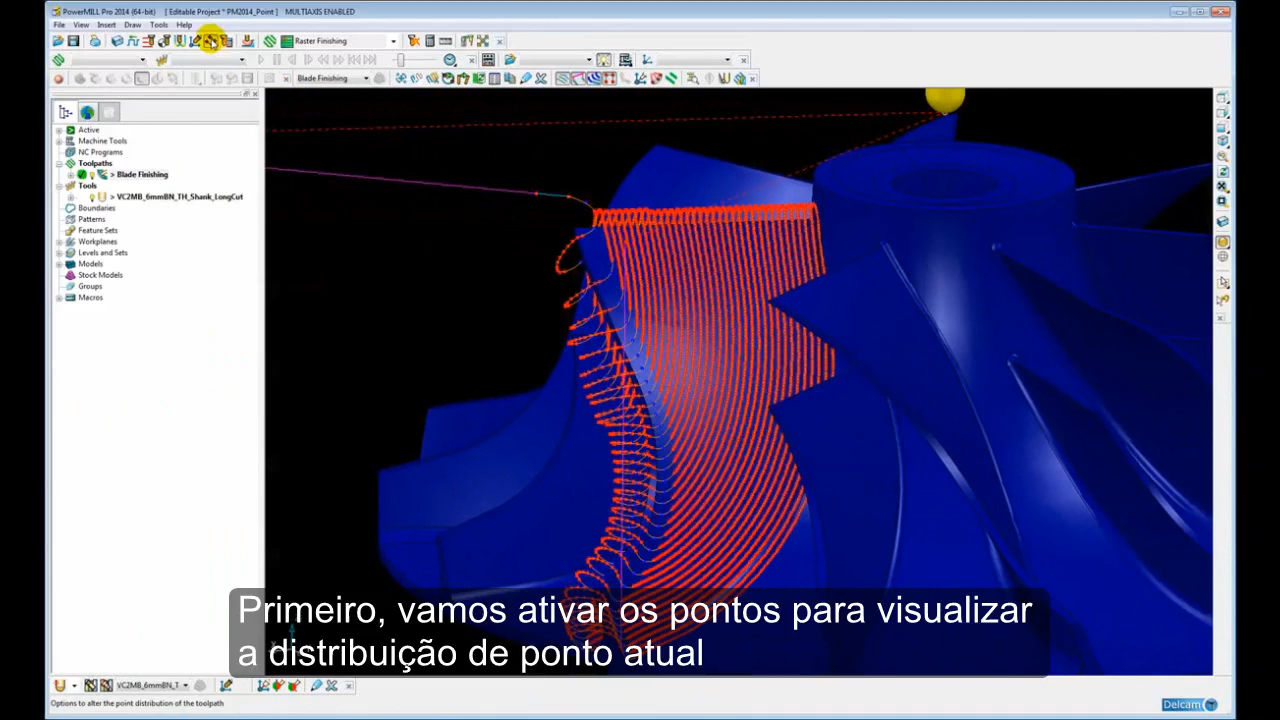 PowerMILL Pro 2014 (64-bit) [ Editable Project * PM2014_Point ] MULTIAXIS ENABLED
File View Insert Draw Tools Help
Raster Finishing
Blade Finishing
Active
Machine Tools
NC Programs
Toolpaths
> Blade Finishing
Tools
> VC2MB_6mmBN_TH_Shank_LongCut
Boundaries
Patterns
Feature Sets
Workplanes
Levels and Sets
Models
Stock Models
Groups
Macros
Primeiro, vamos ativar os pontos para visualizar
a distribuição de ponto atual
VC2MB_6mmBN_T
Options to alter the point distribution of the toolpath
Delcam